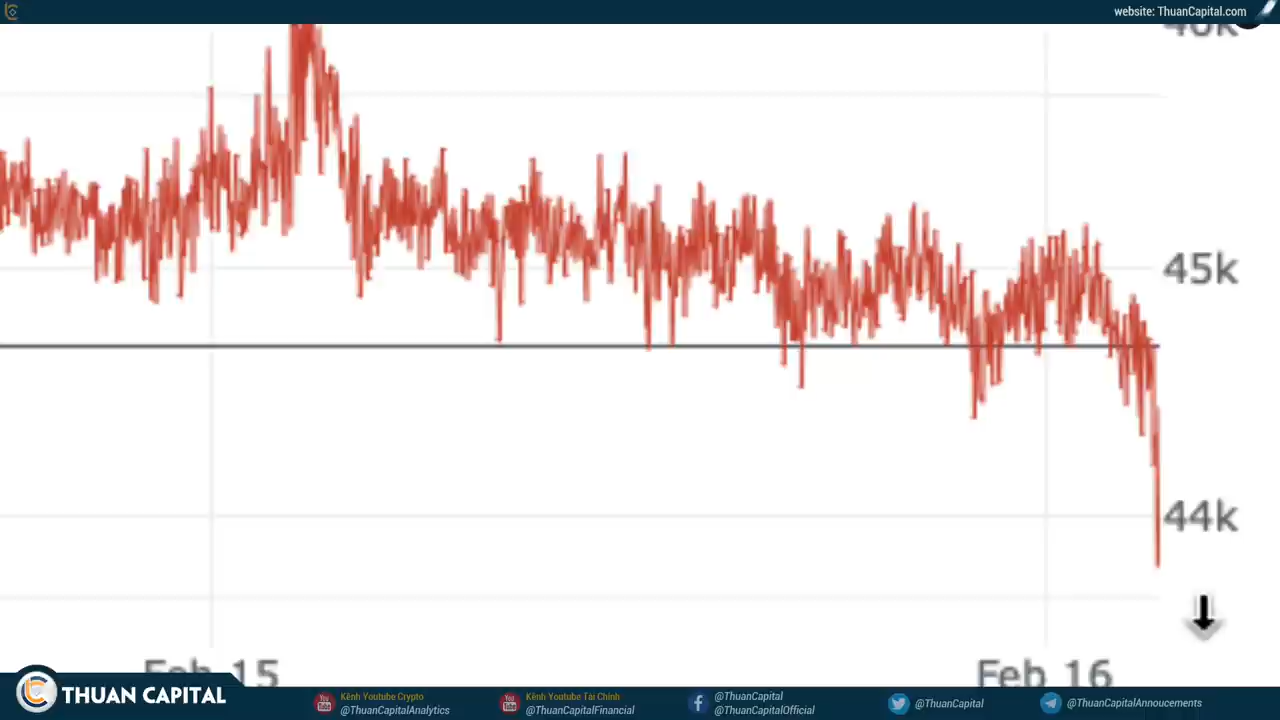 website: ThuanCapital.com
45k
44k
Feb 15
Feb 16
THUAN CAPITAL
Kênh Youtube Crypto
@ThuanCapitalAnalytics
Kênh Youtube Tài Chính
@ThuanCapitalFinancial
@ThuanCapital
@ThuanCapitalOfficial
@ThuanCapital
@ThuanCapitalAnnoucements